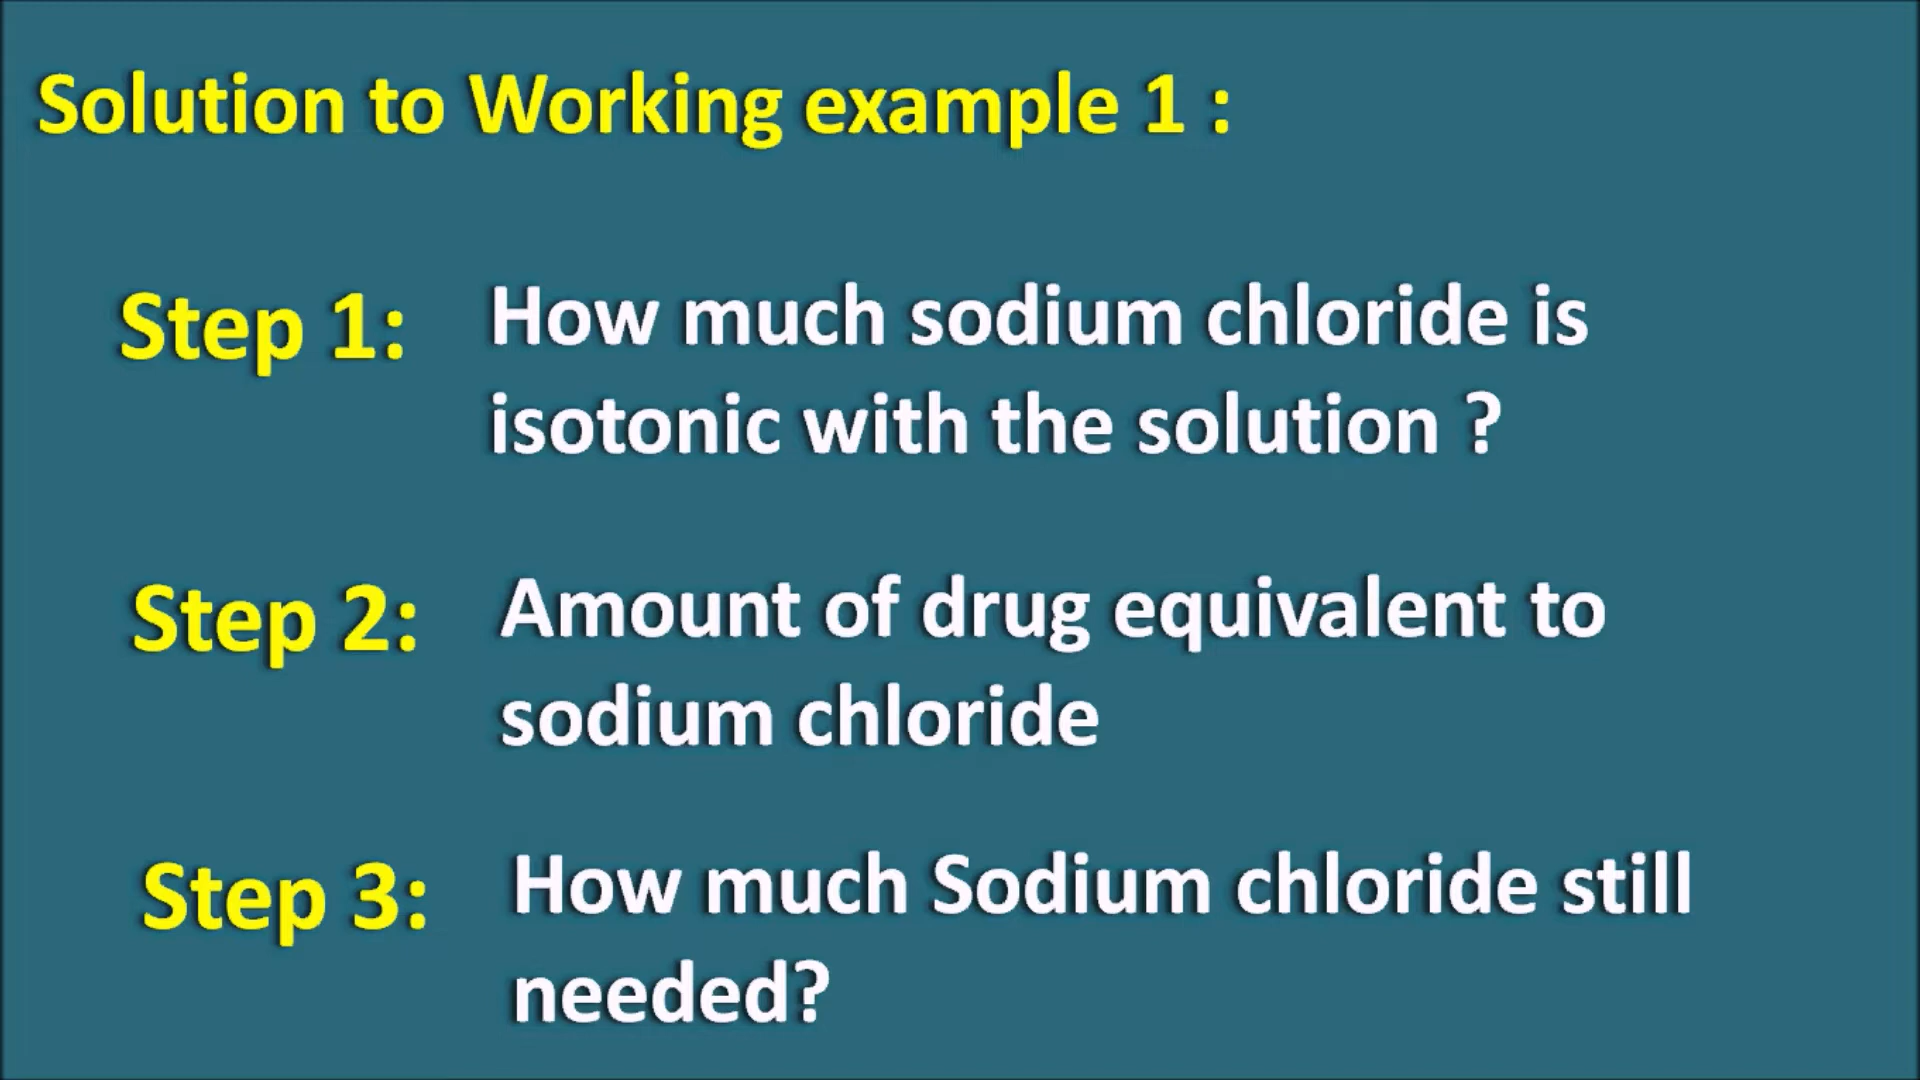 Solution to Working example 1 :
Step 1: How much sodium chloride is
isotonic with the solution ?
Step 2: Amount of drug equivalent to
sodium chloride
Step 3: How much Sodium chloride still
needed?